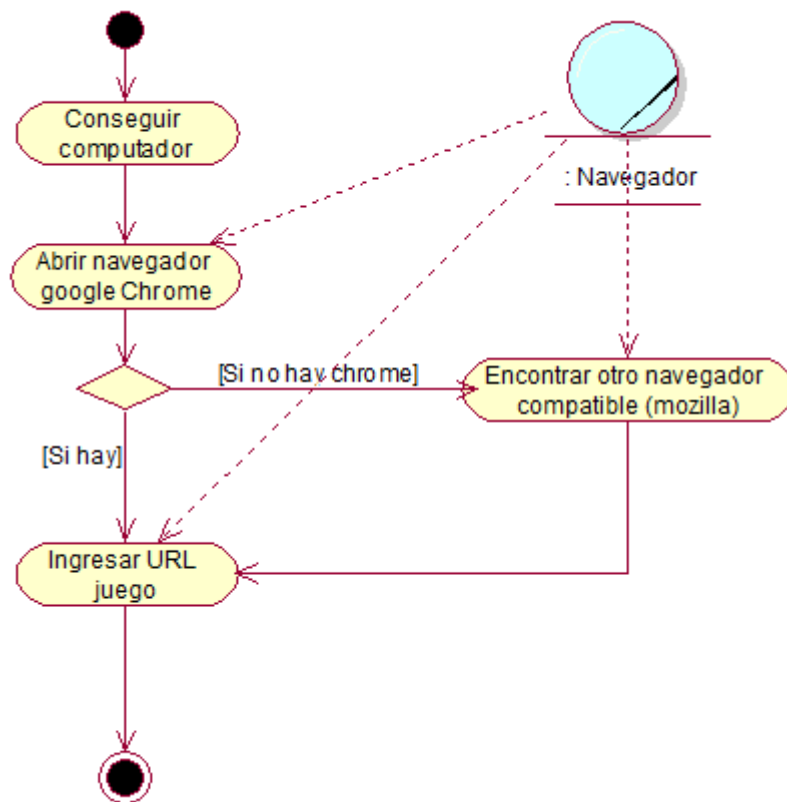 Conseguir
computador
: Navegador
Abrir navegador
google Chrome
[Si no hay chrome]
Encontrar otro navegador
compatible (mozilla)
[Si hay]
Ingresar URL
juego